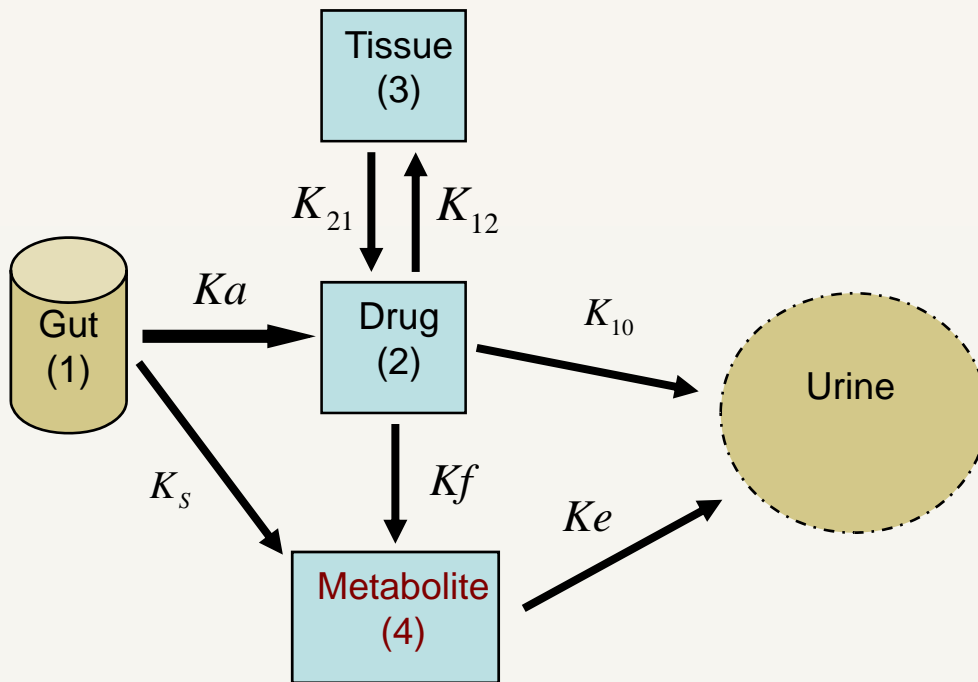 Tissue
(3)
K21
K12
Ka
Gut
(1)
Drug
(2)
K10
Urine
KS
Kf
Ke
Metabolite
(4)